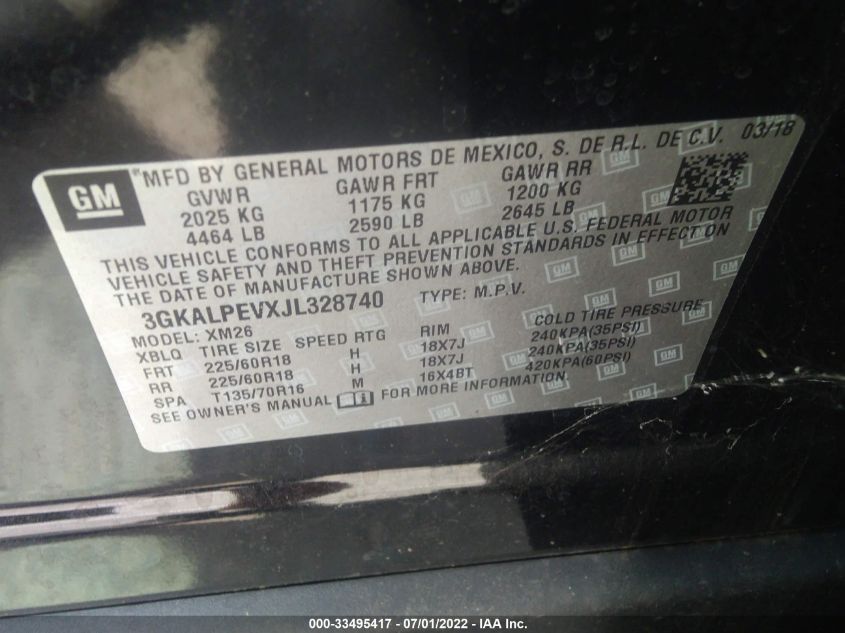 GM
® MFD BY GENERAL MOTORS DE MEXICO, S. DE R.L. DE C.V. 03/18
GVWR GAWR FRT GAWR RR
2025 KG 1175 KG 1200 KG
4464 LB 2590 LB 2645 LB
THIS VEHICLE CONFORMS TO ALL APPLICABLE U.S. FEDERAL MOTOR
VEHICLE SAFETY AND THEFT PREVENTION STANDARDS IN EFFECT ON
THE DATE OF MANUFACTURE SHOWN ABOVE.
3GKALPEVXJL328740 TYPE: M.P.V.
MODEL: XM26
XBLQ TIRE SIZE SPEED RTG RIM COLD TIRE PRESSURE
FRT 225/60R18 H 18X7J 240KPA(35PSI)
RR 225/60R18 H 18X7J 240KPA(35PSI)
SPA T135/70R16 M 16X4BT 420KPA(60PSI)
SEE OWNER'S MANUAL FOR MORE INFORMATION
000-33495417 - 07/01/2022 - IAA Inc.